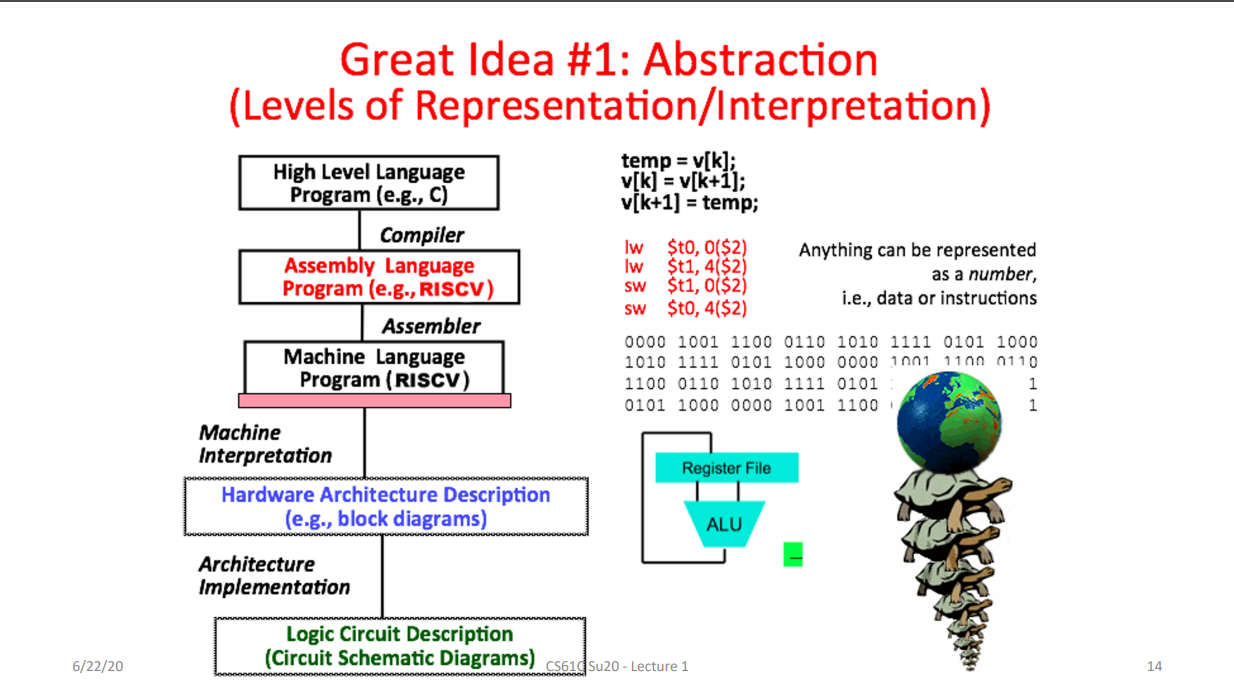 Great Idea #1: Abstraction
(Levels of Representation/Interpretation)
High Level Language
Program (e.g., C)
Compiler
Assembly Language
Program (e.g., RISCV)
Assembler
Machine Language
Program (RISCV)
Machine
Interpretation
Hardware Architecture Description
(e.g., block diagrams)
Architecture
Implementation
Logic Circuit Description
(Circuit Schematic Diagrams)
temp = v[k];
v[k] = v[k+1];
v[k+1] = temp;
lw $t0, 0($2)
lw $t1, 4($2)
sw $t1, 0($2)
sw $t0, 4($2)
Anything can be represented
as a number,
i.e., data or instructions
0000 1001 1100 0110 1010 1111 0101 1000
1010 1111 0101 1000 0000 1001 1100 0110
1100 0110 1010 1111 0101 1
0101 1000 0000 1001 1100 1
Register File
ALU
6/22/20
CS61C Su20 - Lecture 1
14